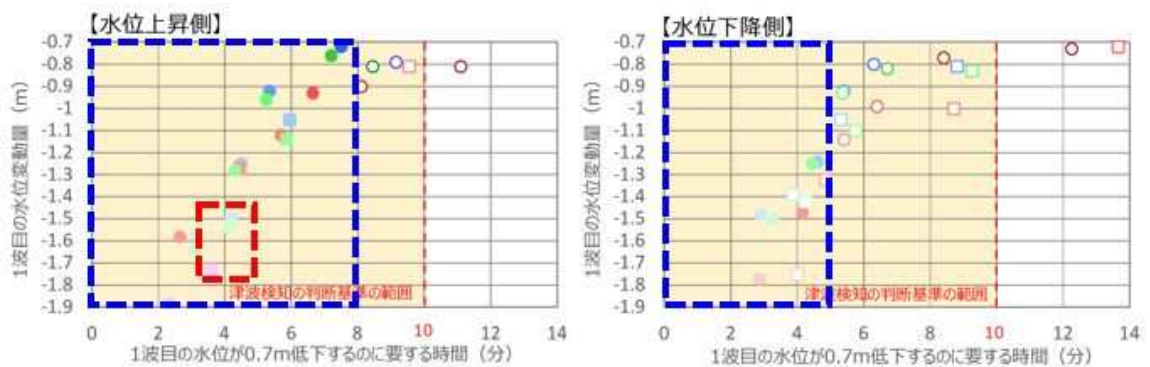 【水位上昇側】
-0.7
-0.8
-0.9
-1
-1.1
-1.2
-1.3
-1.4
-1.5
-1.6
-1.7
-1.8
-1.9
1波目の水位変動量（m）
津波検知の判断基準の範囲
0 2 4 6 8 10 12 14
1波目の水位が0.7m低下するのに要する時間（分）
【水位下降側】
-0.7
-0.8
-0.9
-1
-1.1
-1.2
-1.3
-1.4
-1.5
-1.6
-1.7
-1.8
-1.9
1波目の水位変動量（m）
津波検知の判断基準の範囲
0 2 4 6 8 10 12 14
1波目の水位が0.7m低下するのに要する時間（分）